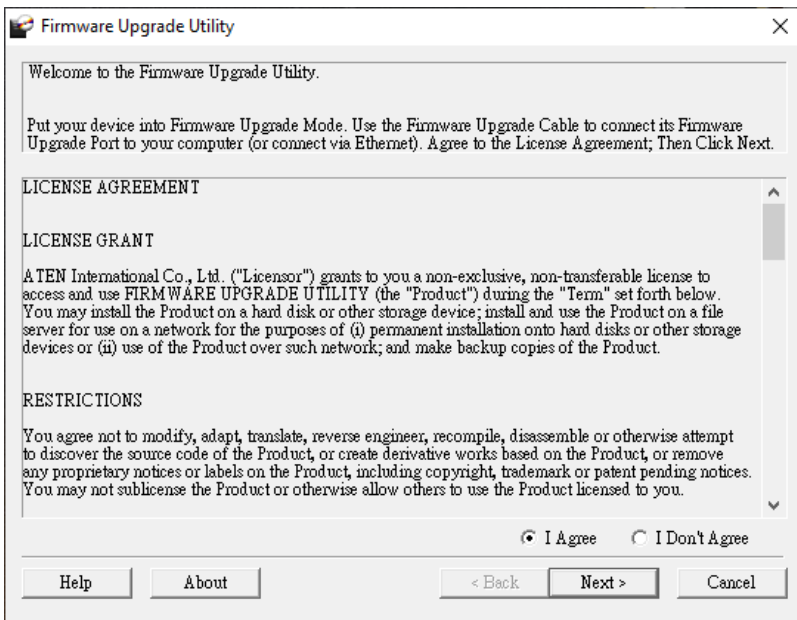 Firmware Upgrade Utility
Welcome to the Firmware Upgrade Utility.
Put your device into Firmware Upgrade Mode. Use the Firmware Upgrade Cable to connect its Firmware
Upgrade Port to your computer (or connect via Ethernet). Agree to the License Agreement; Then Click Next.
LICENSE AGREEMENT
LICENSE GRANT
ATEN International Co., Ltd. ("Licensor") grants to you a non-exclusive, non-transferable license to
access and use FIRMWARE UPGRADE UTILITY (the "Product") during the "Term" set forth below.
You may install the Product on a hard disk or other storage device; install and use the Product on a file
server for use on a network for the purposes of (i) permanent installation onto hard disks or other storage
devices or (ii) use of the Product over such network; and make backup copies of the Product.
RESTRICTIONS
You agree not to modify, adapt, translate, reverse engineer, recompile, disassemble or otherwise attempt
to discover the source code of the Product, or create derivative works based on the Product, or remove
any proprietary notices or labels on the Product, including copyright, trademark or patent pending notices.
You may not sublicense the Product or otherwise allow others to use the Product licensed to you.
I Agree I Don't Agree
Help About < Back Next > Cancel